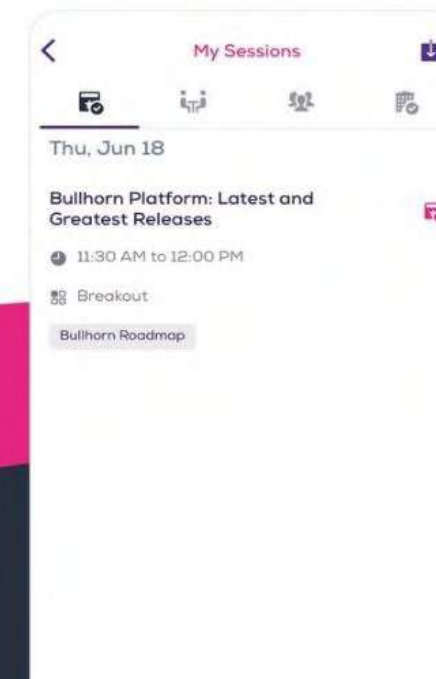 My Sessions
Thu, Jun 18
Bullhorn Platform: Latest and
Greatest Releases
11:30 AM to 12:00 PM
Breakout
Bullhorn Roadmap